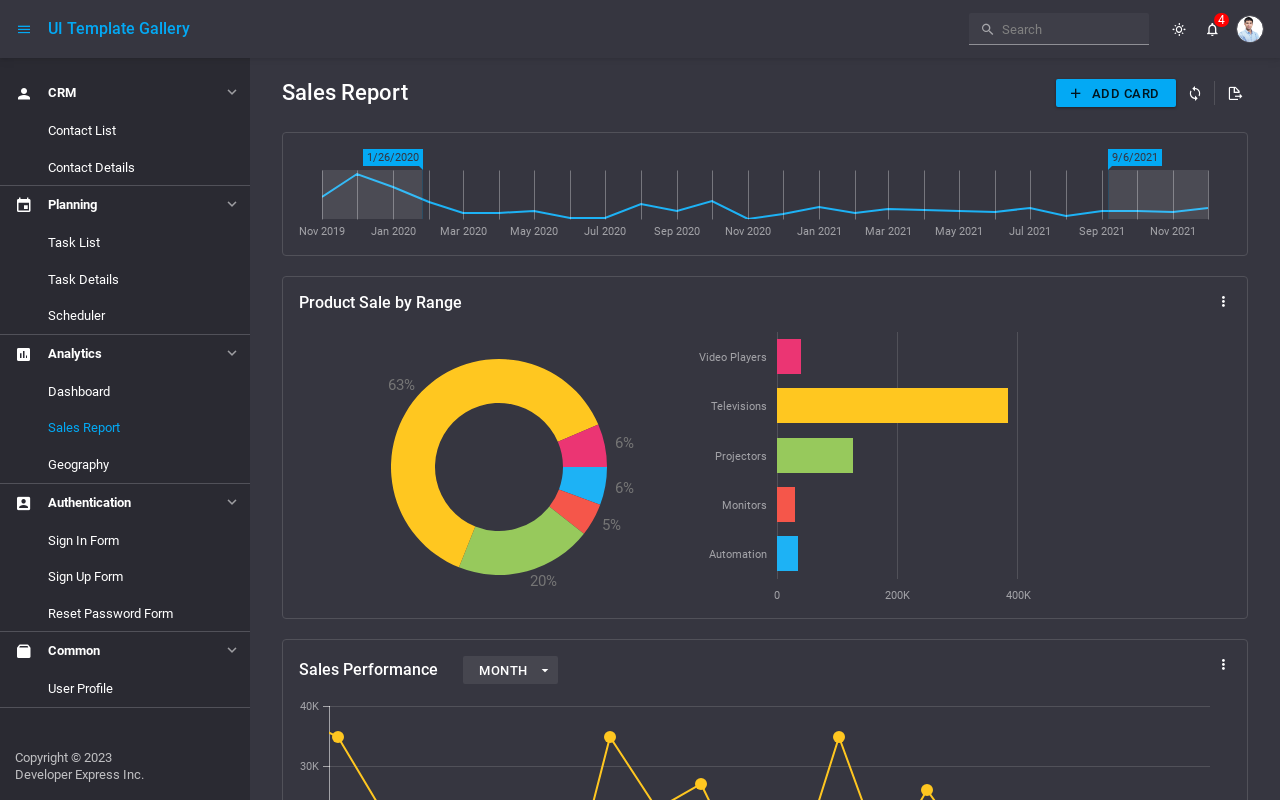 UI Template Gallery
Search
4
CRM
Contact List
Contact Details
Planning
Task List
Task Details
Scheduler
Analytics
Dashboard
Sales Report
Geography
Authentication
Sign In Form
Sign Up Form
Reset Password Form
Common
User Profile
Copyright © 2023
Developer Express Inc.
Sales Report
ADD CARD
1/26/2020 9/6/2021
Nov 2019 Jan 2020 Mar 2020 May 2020 Jul 2020 Sep 2020 Nov 2020 Jan 2021 Mar 2021 May 2021 Jul 2021 Sep 2021 Nov 2021
Product Sale by Range
63%
6%
6%
5%
20%
Video Players
Televisions
Projectors
Monitors
Automation
0 200K 400K
Sales Performance MONTH
40K
30K